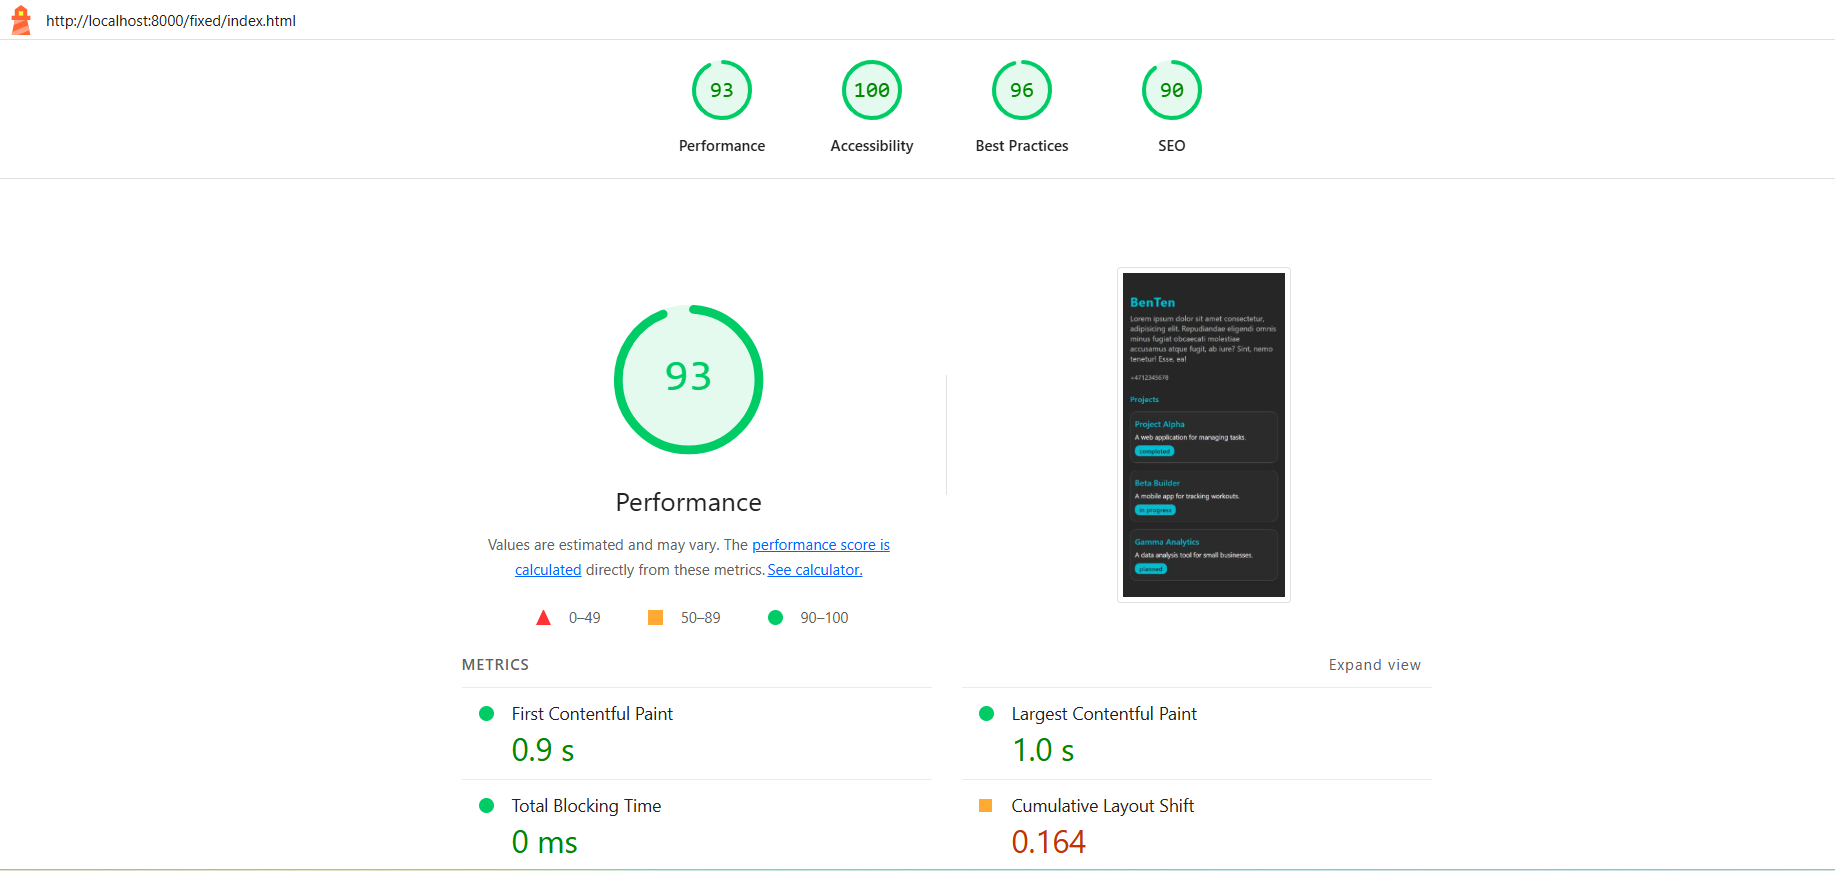 http://localhost:8000/fixed/index.html
93
100
96
90
Performance
Accessibility
Best Practices
SEO
93
Performance
Values are estimated and may vary. The performance score is
calculated directly from these metrics. See calculator.
0–49
50–89
90–100
BenTen
Lorem ipsum dolor sit amet consectetur,
adipisicing elit. Repudiandae eligendi omnis
minus fugiat obcaecati molestiae
accusamus atque fugit, ab iure? Sint, nemo
tenetur! Esse, ea!
+4712345678
Projects
Project Alpha
A web application for managing tasks.
completed
Beta Builder
A mobile app for tracking workouts.
in progress
Gamma Analytics
A data analysis tool for small businesses.
planned
METRICS
Expand view
First Contentful Paint
0.9 s
Largest Contentful Paint
1.0 s
Total Blocking Time
0 ms
Cumulative Layout Shift
0.164